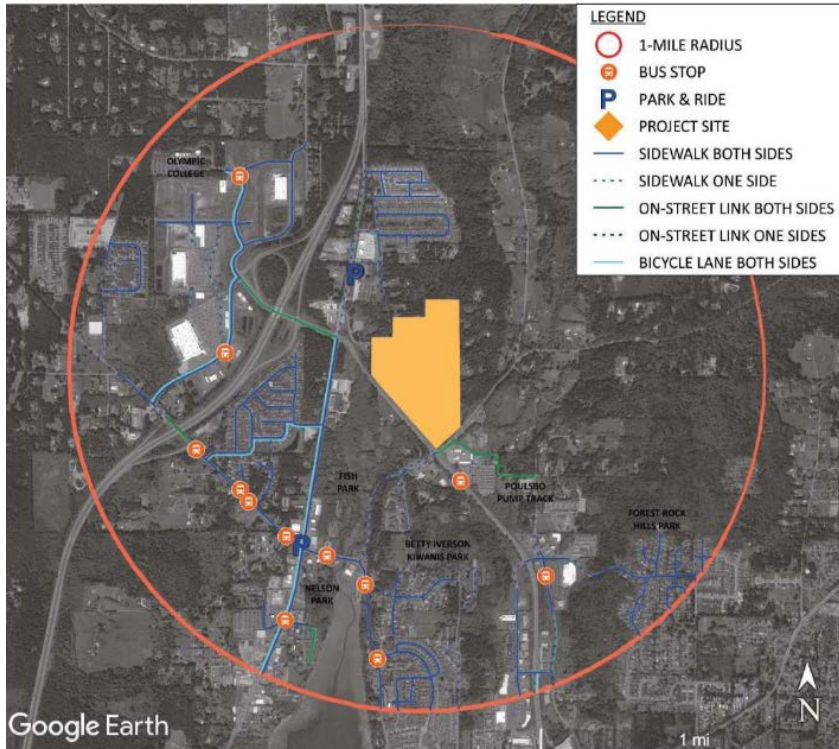 LEGEND
1-MILE RADIUS
BUS STOP
P PARK & RIDE
PROJECT SITE
SIDEWALK BOTH SIDES
SIDEWALK ONE SIDE
ON-STREET LINK BOTH SIDES
ON-STREET LINK ONE SIDES
BICYCLE LANE BOTH SIDES
OLYMPIC
COLLEGE
P
FISH
PARK
POULSBO
PUMP TRACK
FOREST ROCK
HILLS PARK
BETTY IVERSON
KIWANIS PARK
P
NELSON
PARK
N
Google Earth
1 mi